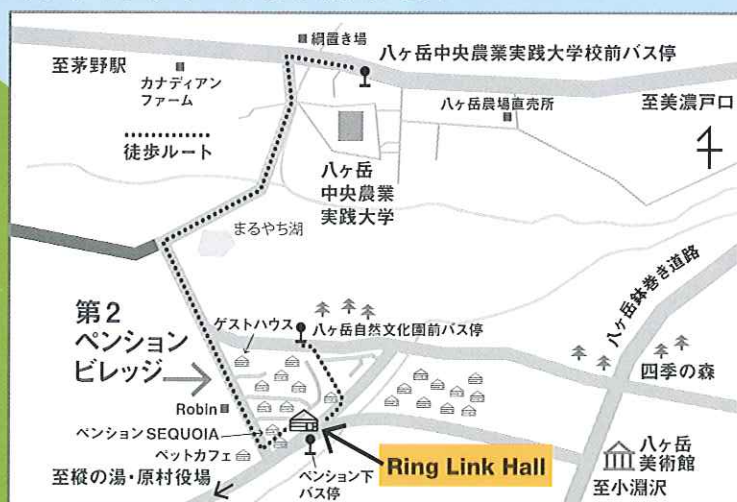 綱置き場
八ヶ岳中央農業実践大学校前バス停
至茅野駅
カナディアン
ファーム
八ヶ岳農場直売所
至美濃戸口
徒歩ルート
八ヶ岳
中央農業
実践大学
まるやち湖
八ヶ岳鉢巻き道路
第2
ペンション
ビレッジ
ゲストハウス
八ヶ岳自然文化園前バス停
四季の森
Robin
ペンションSEQUOIA
ペットカフェ
至縦の湯・原村役場
ペンション下
バス停
Ring Link Hall
八ヶ岳
美術館
至小淵沢